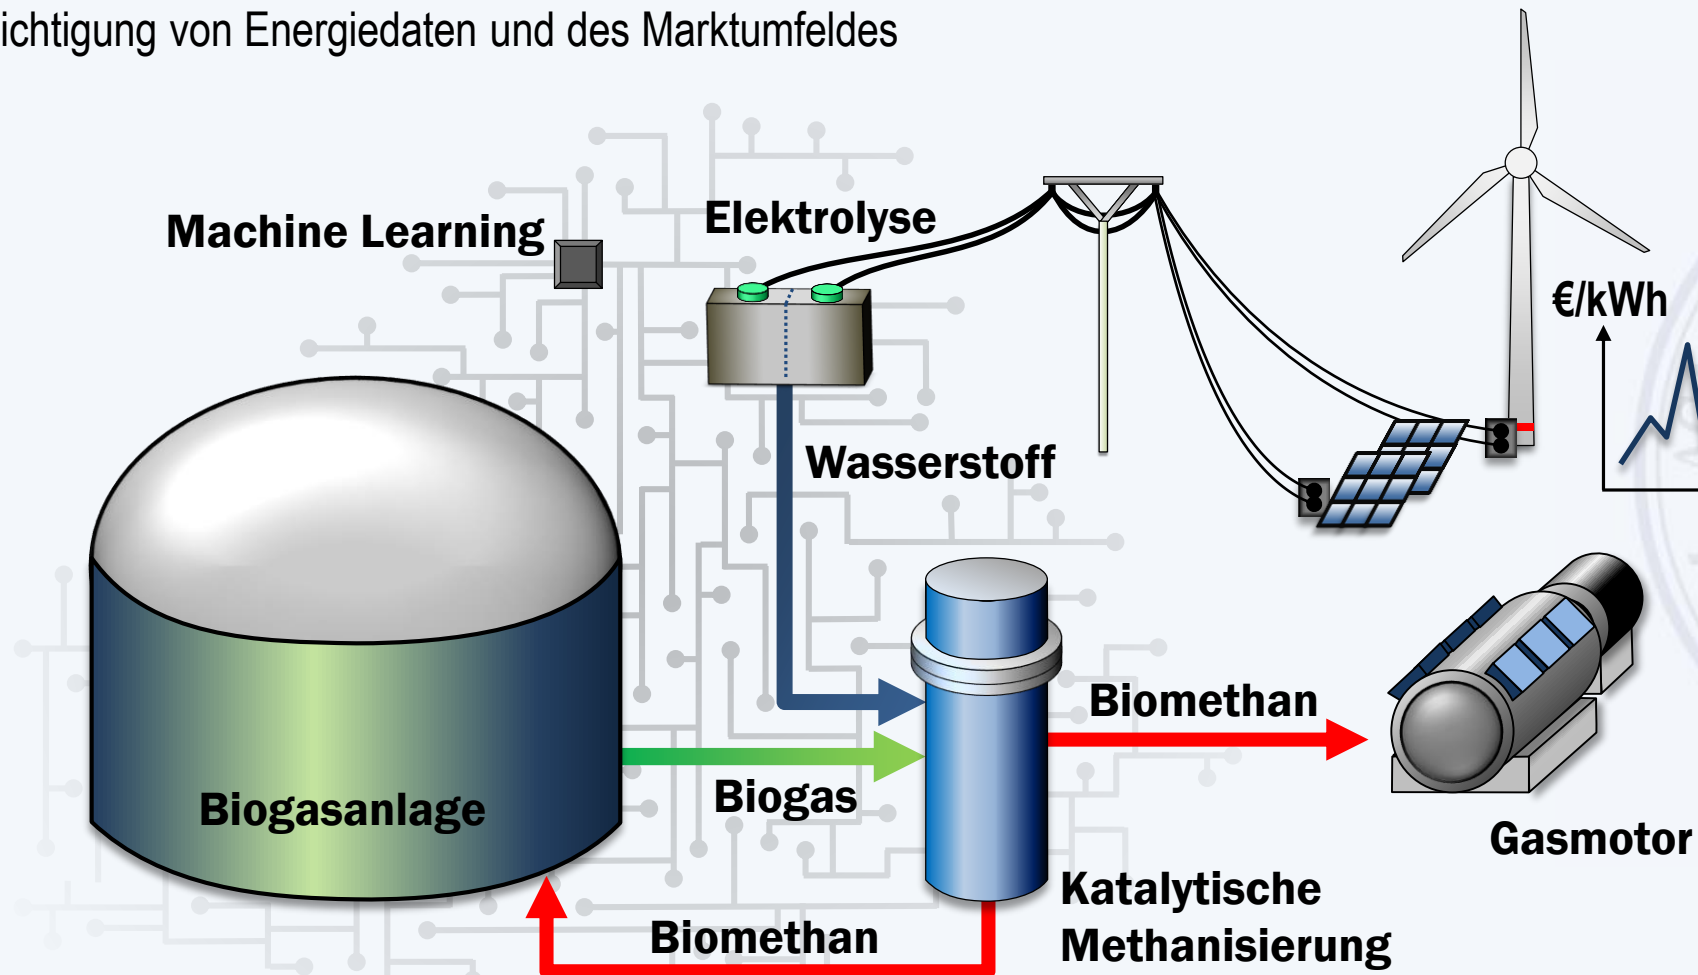 ichtigung von Energiedaten und des Marktumfeldes
Machine Learning
Elektrolyse
€/kWh
Wasserstoff
Biomethan
Biogas
Biogasanlage
Gasmotor
Katalytische
Methanisierung
Biomethan